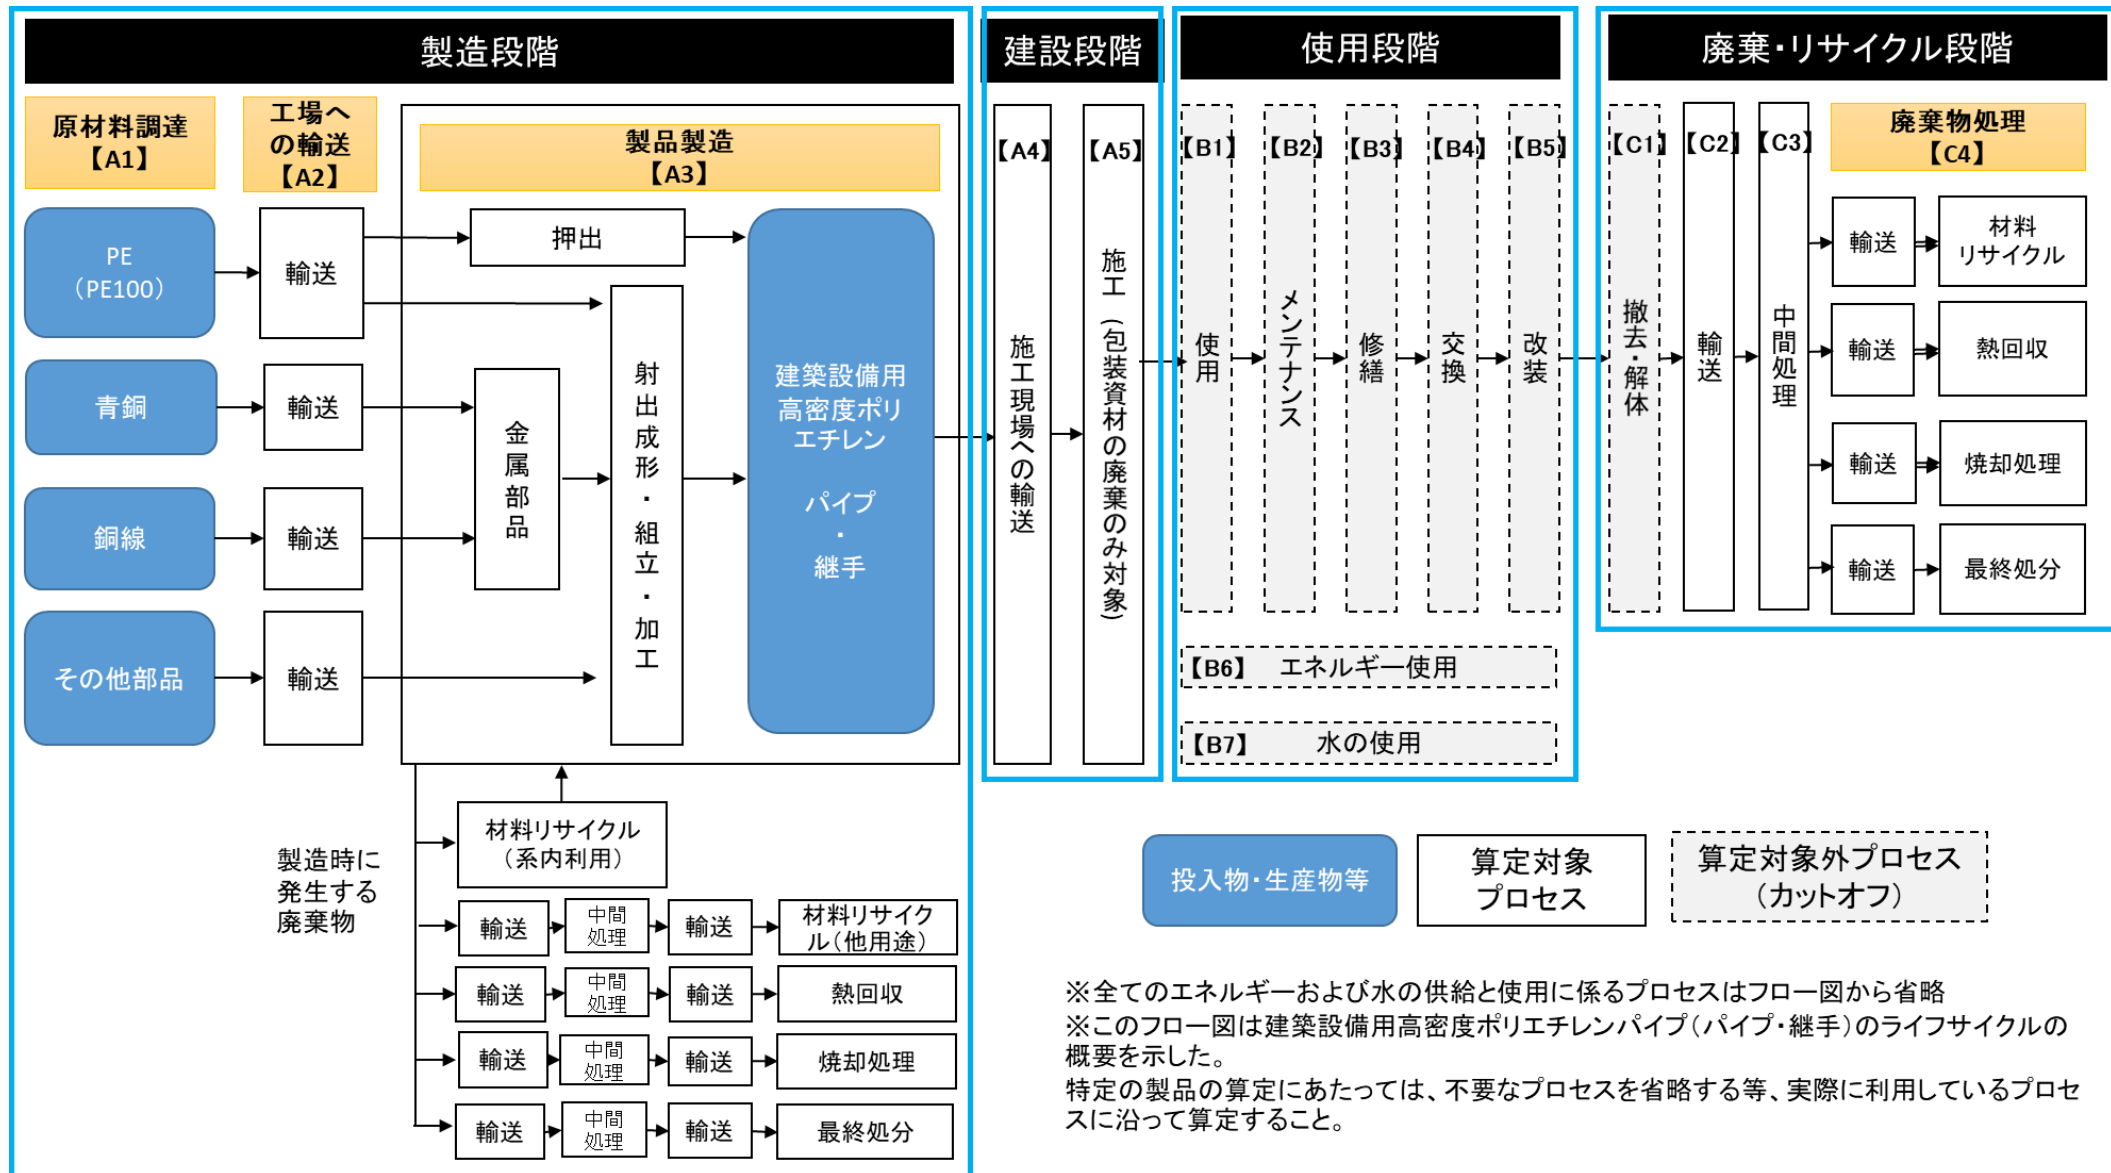 製造段階
建設段階
使用段階
廃棄・リサイクル段階
原材料調達
【A1】
工場へ
の輸送
【A2】
製品製造
【A3】
PE
（PE100）
輸送
押出
青銅
輸送
銅線
輸送
その他部品
輸送
金属部品
射出成形・組立・加工
建築設備用
高密度ポリ
エチレン
パイプ
・
継手
【A4】
施工現場への輸送
【A5】
施工（包装資材の廃棄のみ対象）
【B1】
使用
【B2】
メンテナンス
【B3】
修繕
【B4】
交換
【B5】
改装
【B6】 エネルギー使用
【B7】 水の使用
【C1】
撤去・解体
【C2】
輸送
【C3】
中間処理
廃棄物処理
【C4】
輸送
材料
リサイクル
輸送
熱回収
輸送
焼却処理
輸送
最終処分
製造時に
発生する
廃棄物
材料リサイクル
（系内利用）
輸送
中間
処理
輸送
材料リサイク
ル（他用途）
輸送
中間
処理
輸送
熱回収
輸送
中間
処理
輸送
焼却処理
輸送
中間
処理
輸送
最終処分
投入物・生産物等
算定対象
プロセス
算定対象外プロセス
（カットオフ）
※全てのエネルギーおよび水の供給と使用に係るプロセスはフロー図から省略
※このフロー図は建築設備用高密度ポリエチレンパイプ（パイプ・継手）のライフサイクルの
概要を示した。
特定の製品の算定にあたっては、不要なプロセスを省略する等、実際に利用しているプロセ
スに沿って算定すること。